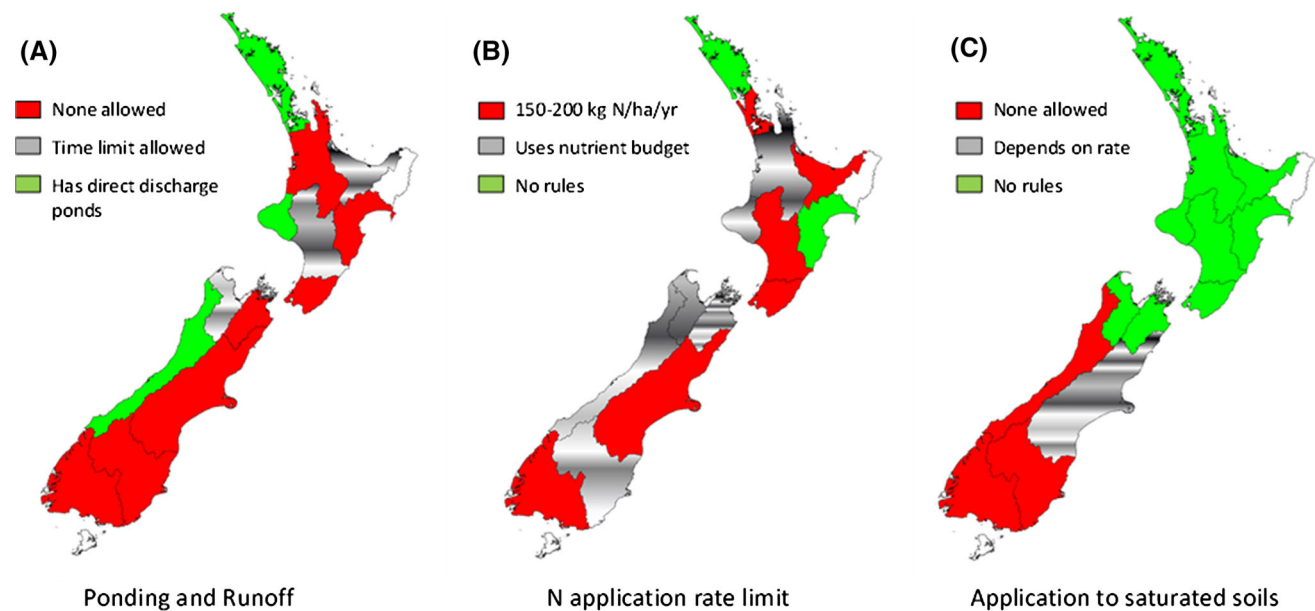 (A)
None allowed
Time limit allowed
Has direct discharge
ponds
Ponding and Runoff
(B)
150-200 kg N/ha/yr
Uses nutrient budget
No rules
N application rate limit
(C)
None allowed
Depends on rate
No rules
Application to saturated soils